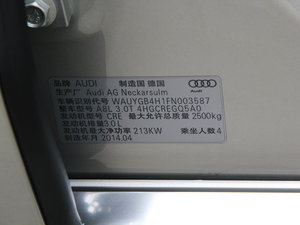 品牌 AUDI 制造国 德国
生产厂 Audi AG Neckarsulm
车辆识别代号 WAUYGB4H1FN003587
整车型号 A8L 3.0T 4HGCREGQ5A0
发动机型号 CRE 最大允许总质量 2500kg
发动机排量3.0L
发动机最大净功率 213KW 乘坐人数 4
制造年月 2014.04
Audi